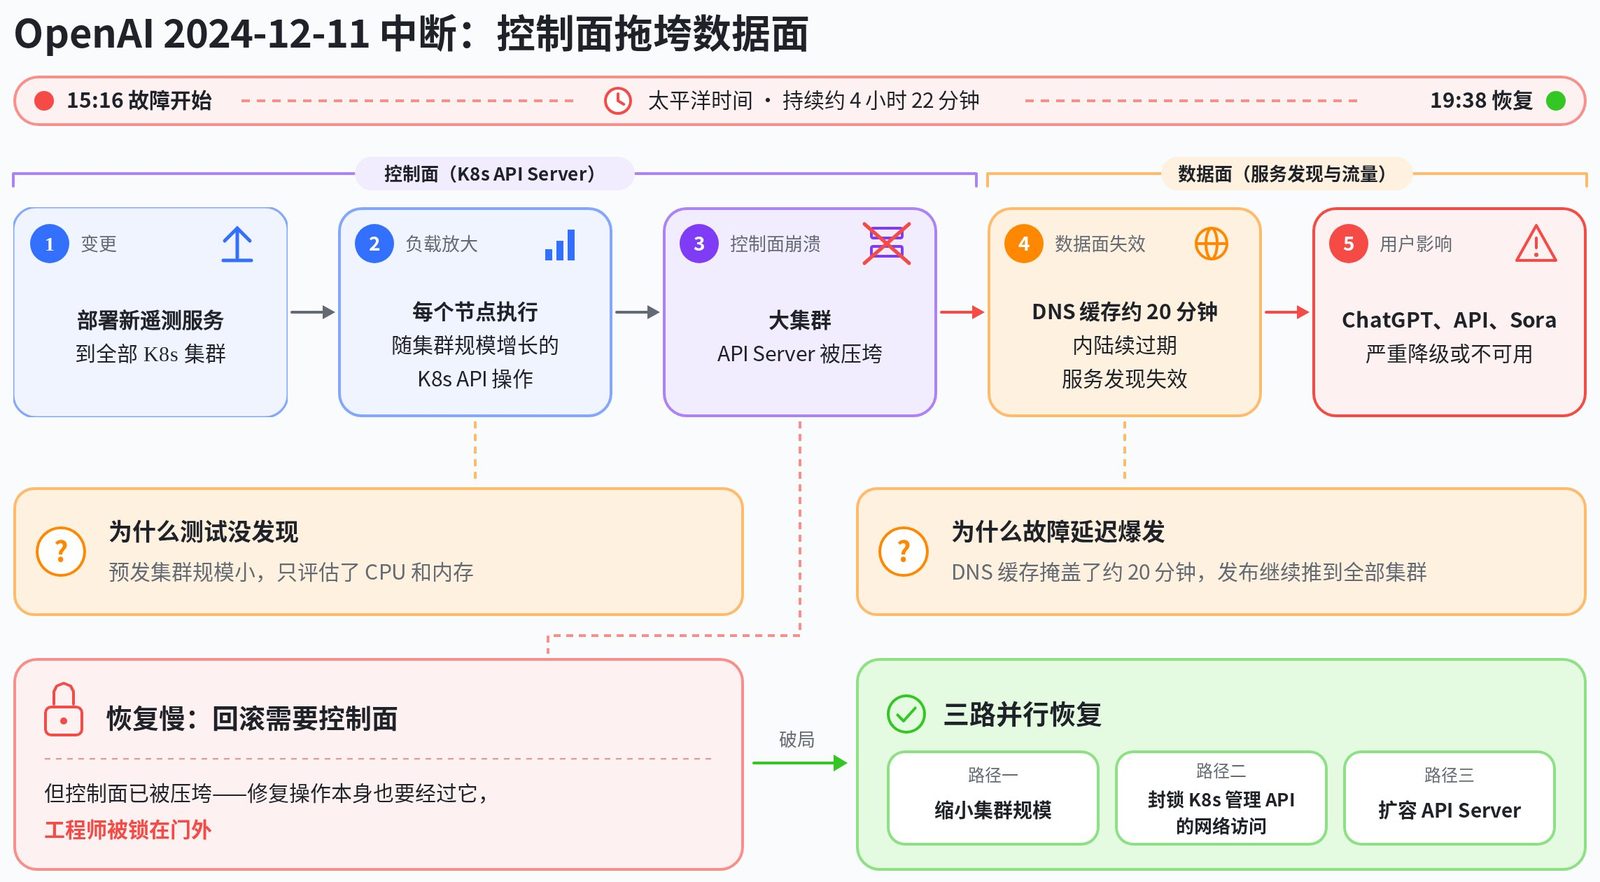 OpenAI 2024-12-11 中断：控制面拖垮数据面
15:16 故障开始
太平洋时间 · 持续约 4 小时 22 分钟
19:38 恢复
控制面（K8s API Server）
数据面（服务发现与流量）
1 变更
部署新遥测服务
到全部 K8s 集群
2 负载放大
每个节点执行
随集群规模增长的
K8s API 操作
3 控制面崩溃
大集群
API Server 被压垮
4 数据面失效
DNS 缓存约 20 分钟
内陆续过期
服务发现失效
5 用户影响
ChatGPT、API、Sora
严重降级或不可用
?
为什么测试没发现
预发集群规模小，只评估了 CPU 和内存
?
为什么故障延迟爆发
DNS 缓存掩盖了约 20 分钟，发布继续推到全部集群
恢复慢：回滚需要控制面
但控制面已被压垮——修复操作本身也要经过它，
工程师被锁在门外
破局
三路并行恢复
路径一
缩小集群规模
路径二
封锁 K8s 管理 API
的网络访问
路径三
扩容 API Server